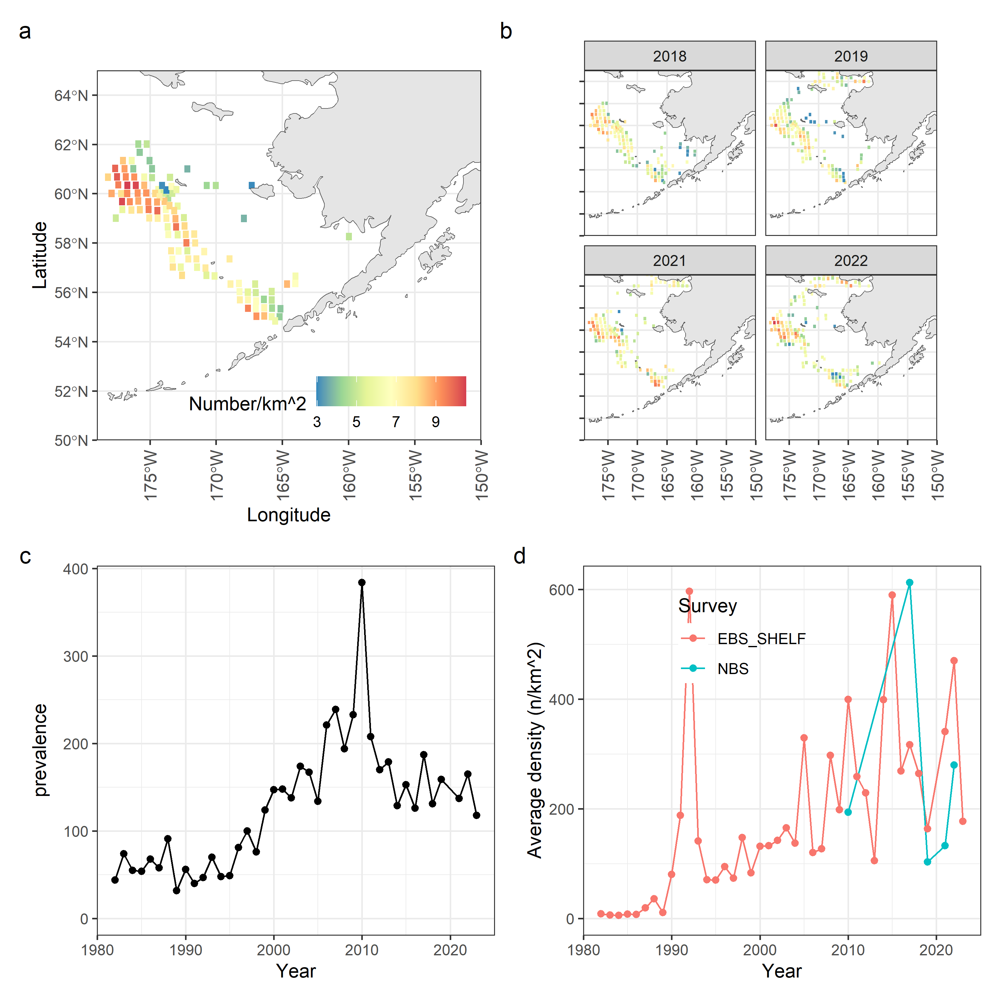 a
64°N
62°N
60°N
58°N
56°N
54°N
52°N
50°N
Latitude
Number/km^2
3 5 7 9
175°W 170°W 165°W 160°W 155°W 150°W
Longitude
b
2018 2019
2021 2022
175°W 170°W 165°W 160°W 155°W 150°W 175°W 170°W 165°W 160°W 155°W 150°W
c
400
300
200
100
0
prevalence
1980 1990 2000 2010 2020
Year
d
600
400
200
0
Average density (n/km^2)
Survey
EBS_SHELF
NBS
1980 1990 2000 2010 2020
Year